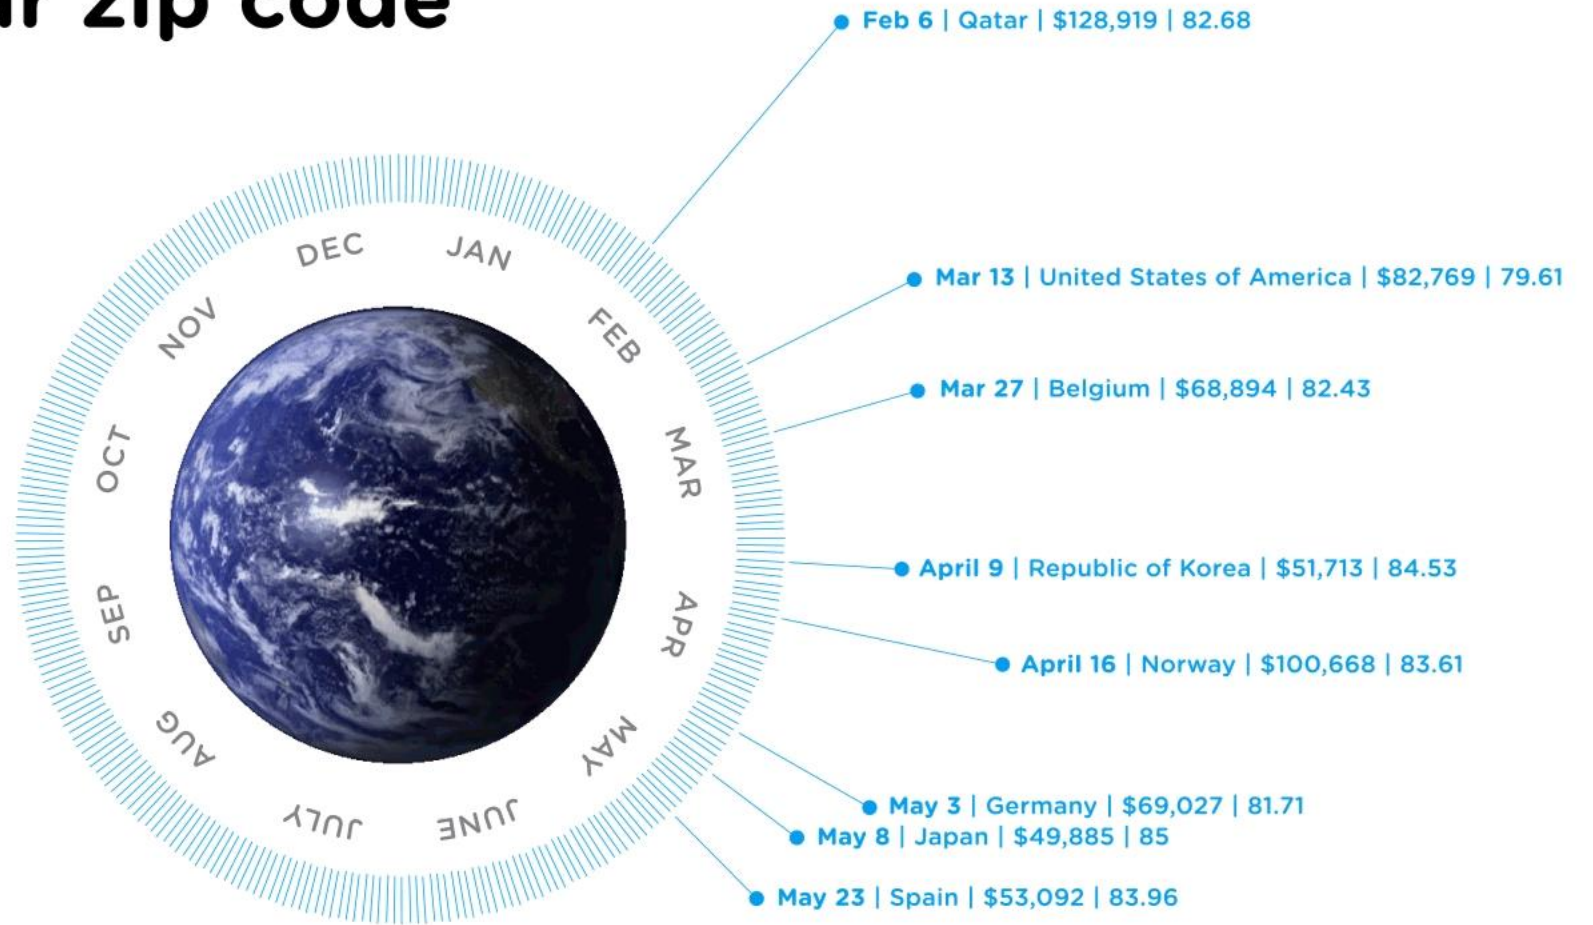 zip code
DEC
JAN
NOV
FEB
OCT
MAR
SEP
APR
AUG
MAY
JULY
JUNE
Feb 6 | Qatar | $128,919 | 82.68
Mar 13 | United States of America | $82,769 | 79.61
Mar 27 | Belgium | $68,894 | 82.43
April 9 | Republic of Korea | $51,713 | 84.53
April 16 | Norway | $100,668 | 83.61
May 3 | Germany | $69,027 | 81.71
May 8 | Japan | $49,885 | 85
May 23 | Spain | $53,092 | 83.96